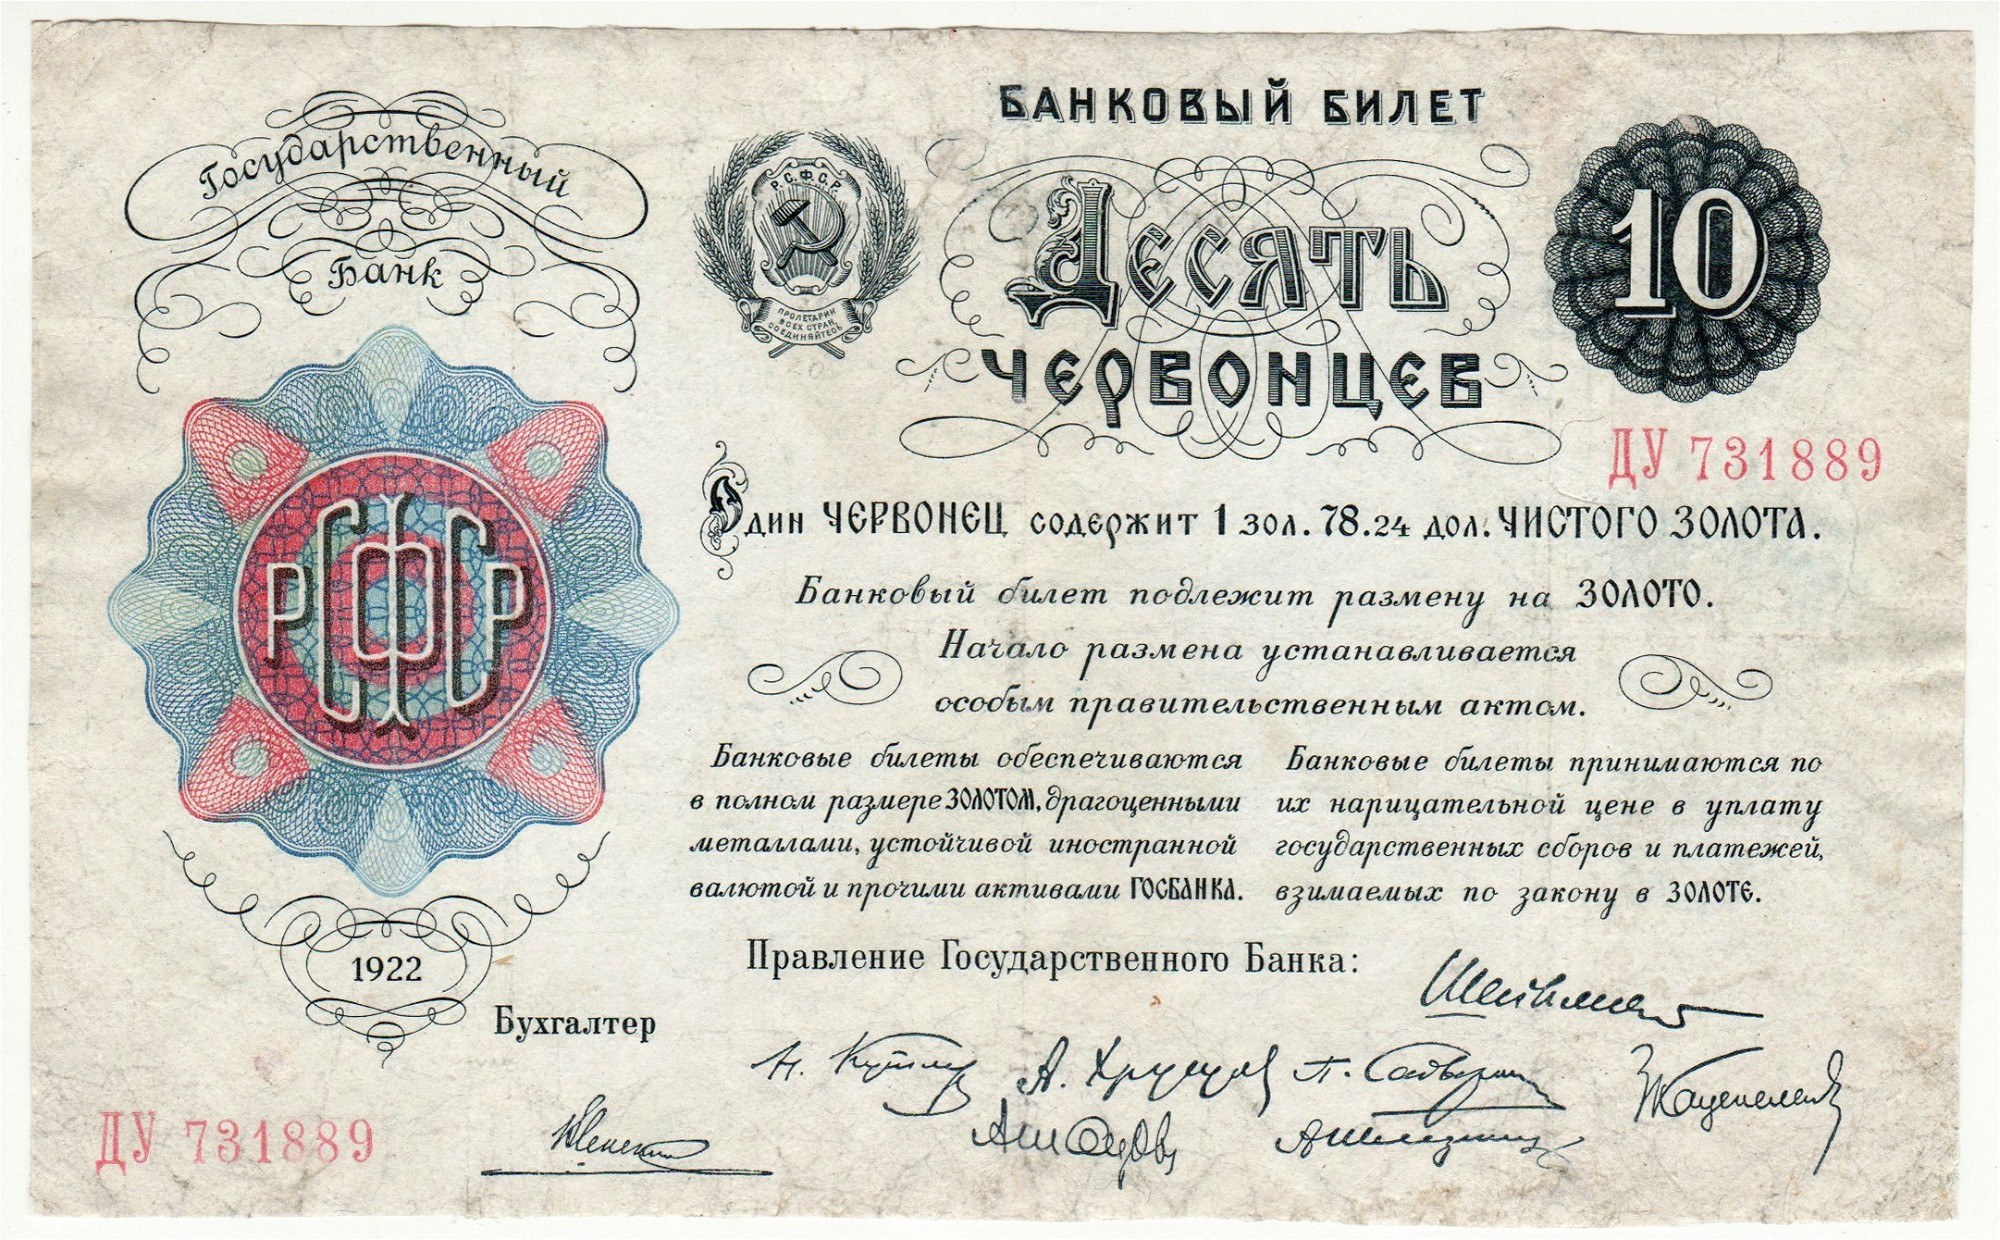 Государственный
Банк
РСФСР
1922
БАНКОВЫЙ БИЛЕТ
Р.С.Ф.С.Р.
ПРОЛЕТАРИИ
ВСЕХ СТРАН
СОЕДИНЯЙТЕСЬ
ДЕСЯТЬ
ЧЕРВОНЦЕВ
10
ДУ 731889
Один ЧЕРВОНЕЦ содержит 1 зол. 78.24 дол. ЧИСТОГО ЗОЛОТА.
Банковый билет подлежит размену на ЗОЛОТО.
Начало размена устанавливается
особым правительственным актом.
Банковые билеты обеспечиваются
в полном размере ЗОЛОТОМ, драгоценными
металлами, устойчивой иностранной
валютой и прочими активами ГОСБАНКА.
Банковые билеты принимаются по
их нарицательной цене в уплату
государственных сборов и платежей,
взимаемых по закону в ЗОЛОТЕ.
Правление Государственного Банка:
Бухгалтер
ДУ 731889